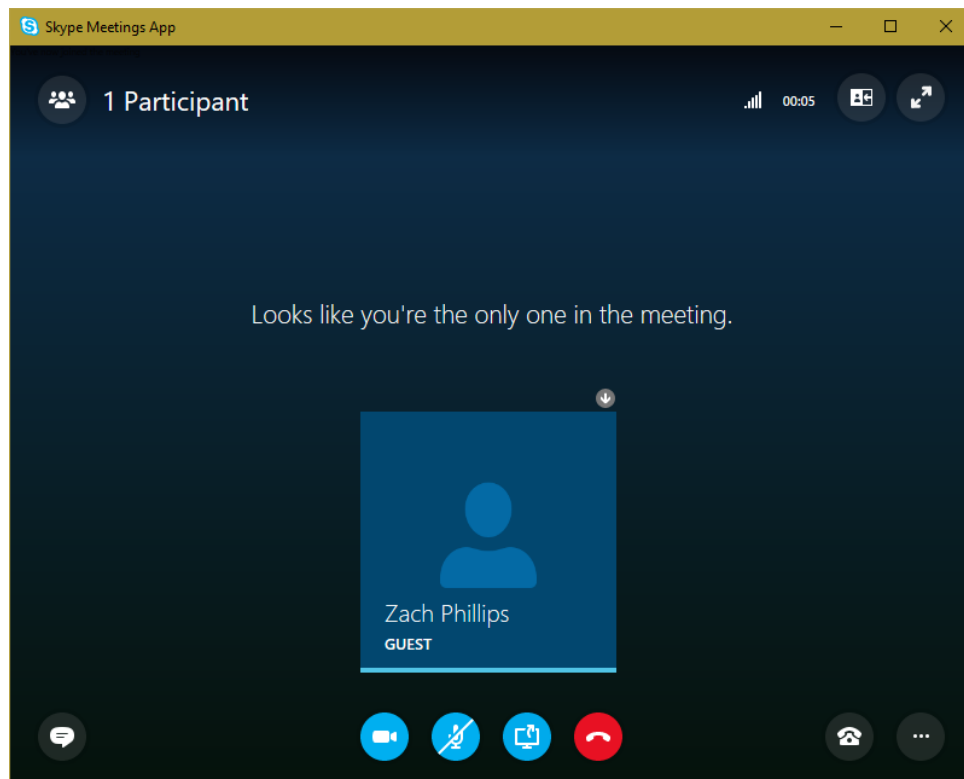 Skype Meetings App
1 Participant
00:05
Looks like you're the only one in the meeting.
Zach Phillips
GUEST